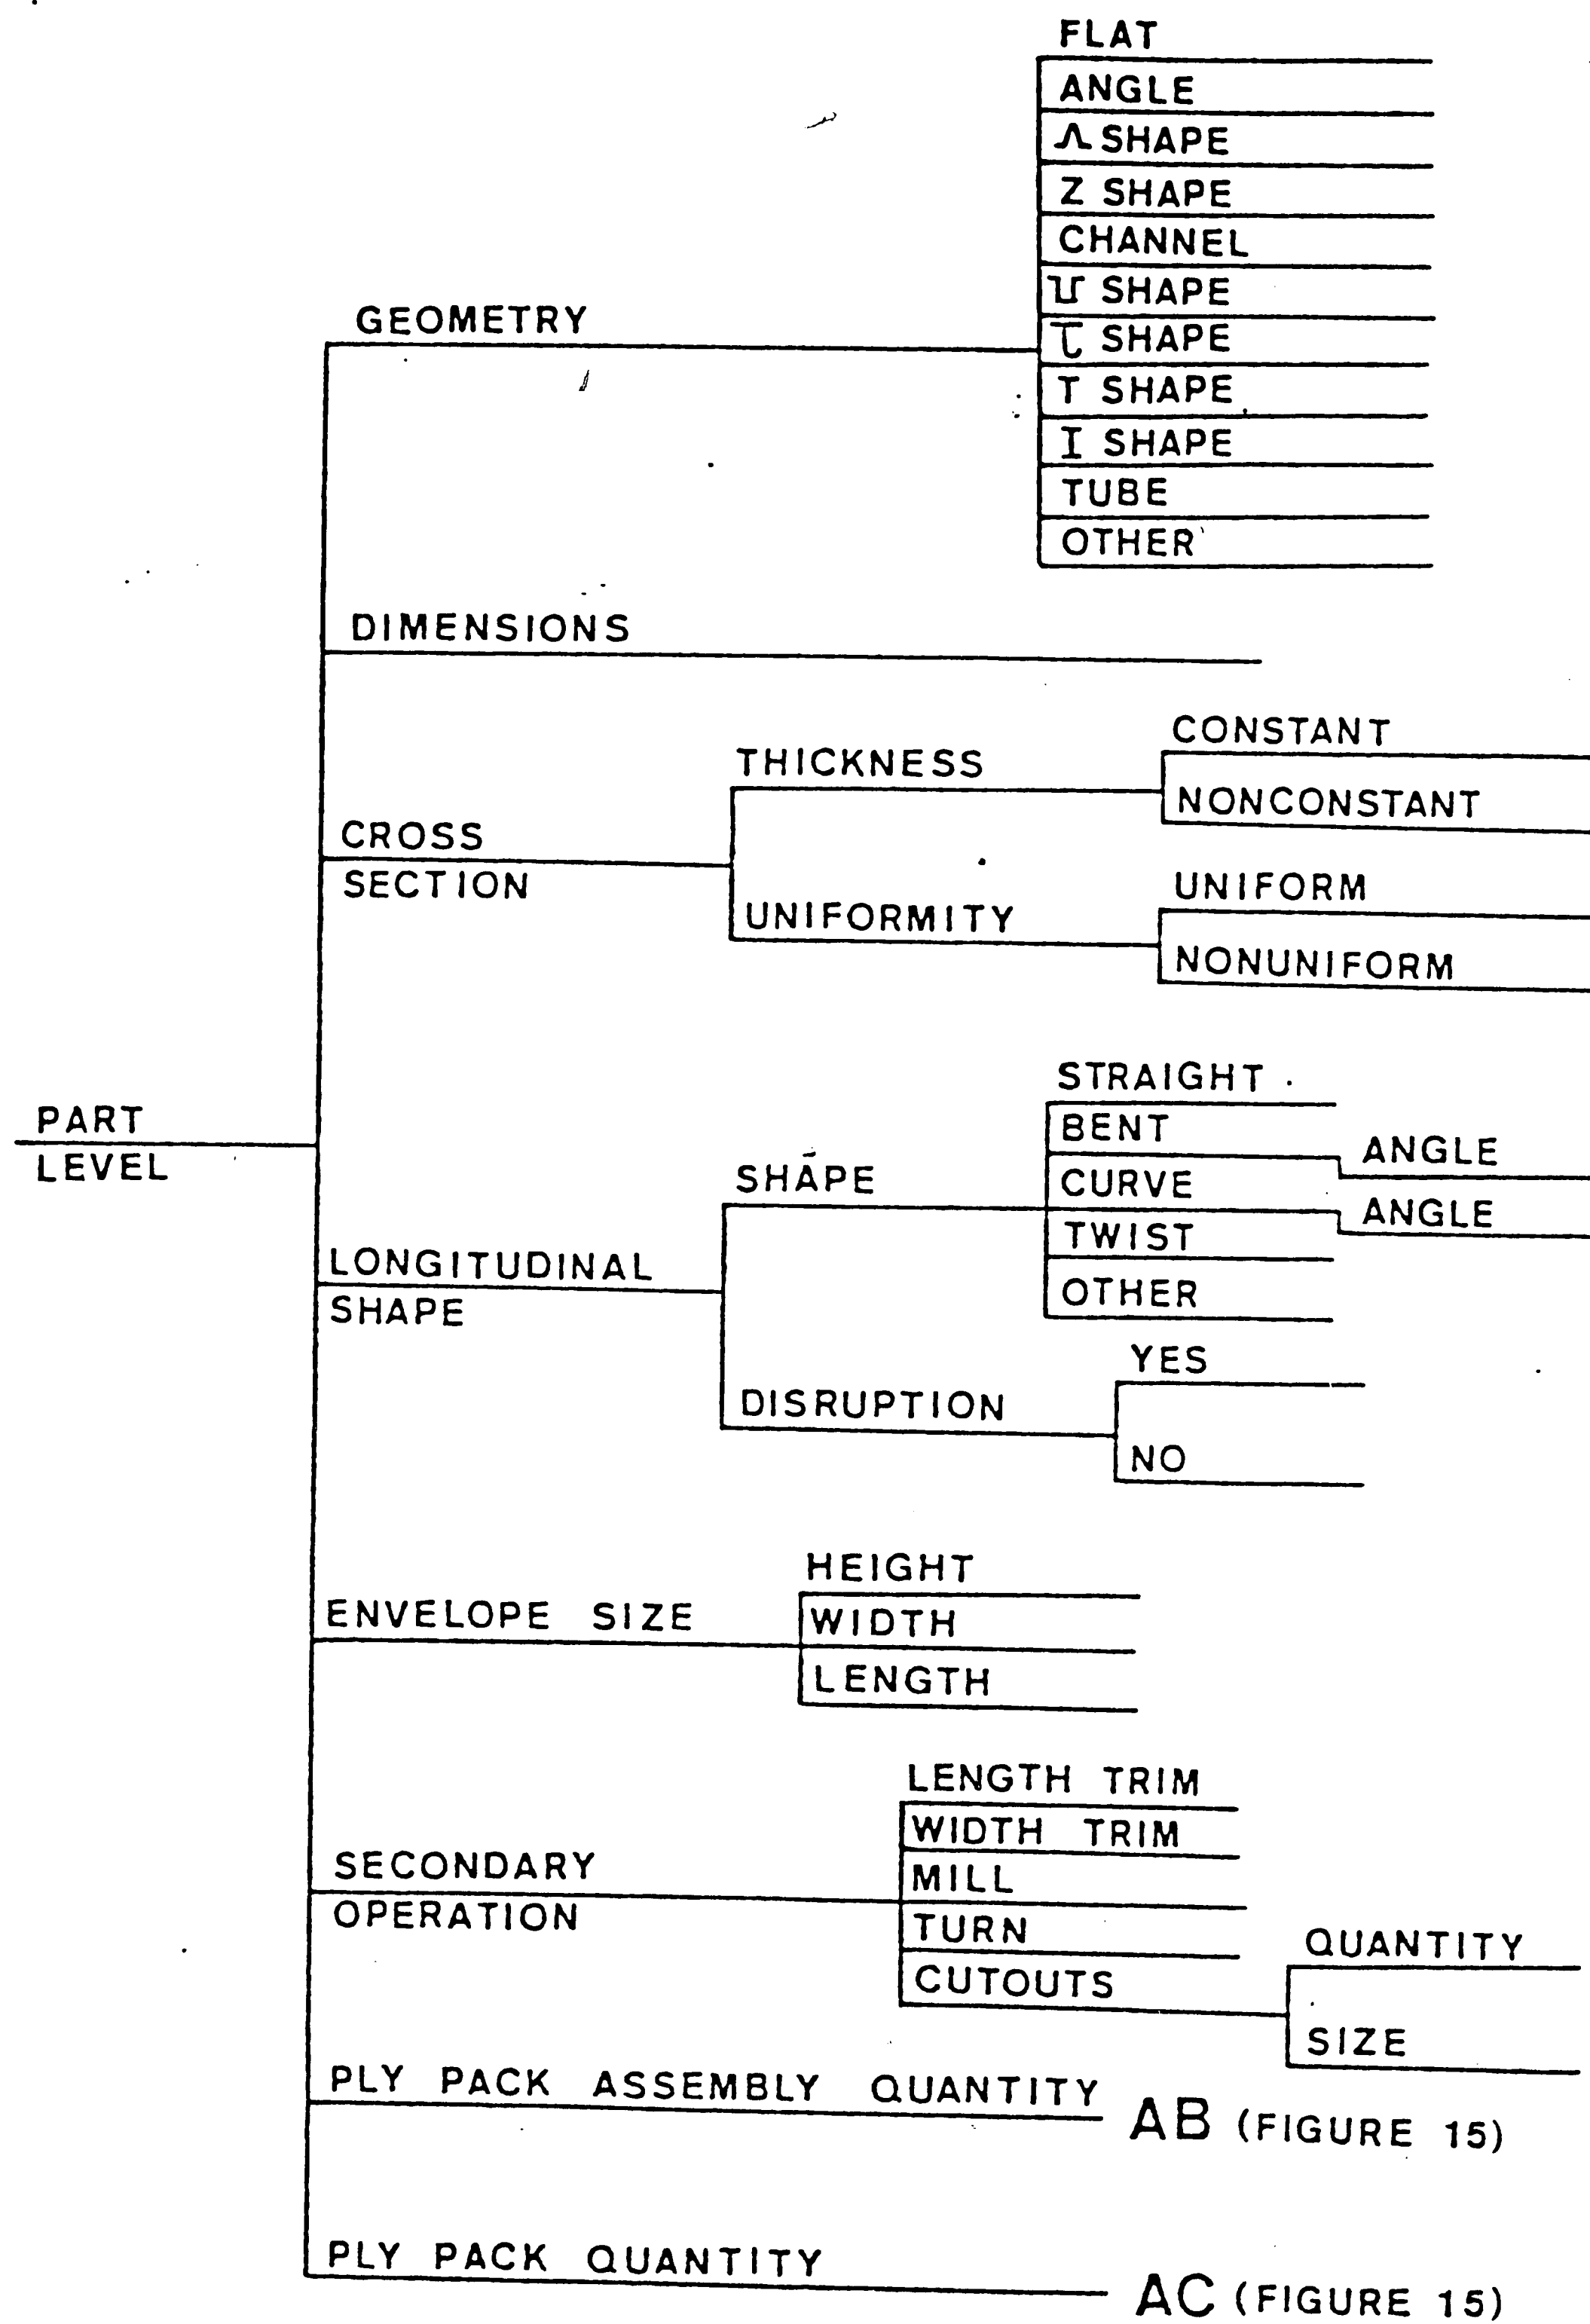 FLAT
ANGLE
SHAPE
Z SHAPE
CHANNEL
SHAPE
SHAPE
GEOMETRY
T SHAPE
I SHAPE
TUBE
OTHER
DIMENSIONS
CONSTANT
THICKNESS
NONCONSTANT
CROSS
SECTION
UNIFORM
UNIFORMITY
NONUNIFORM
STRAIGHT
PART
LEVEL
BENT
ANGLE
SHAPE
CURVE
ANGLE
TWIST
LONGITUDINAL
SHAPE
OTHER
YES
DISRUPTION
NO
HEIGHT
ENVELOPE SIZE
WIDTH
LENGTH
LENGTH TRIM
WIDTH TRIM
SECONDARY
OPERATION
MILL
TURN
QUANTITY
CUTOUTS
SIZE
PLY PACK ASSEMBLY QUANTITY
AB (FIGURE 15)
PLY PACK QUANTITY
AC (FIGURE 15)